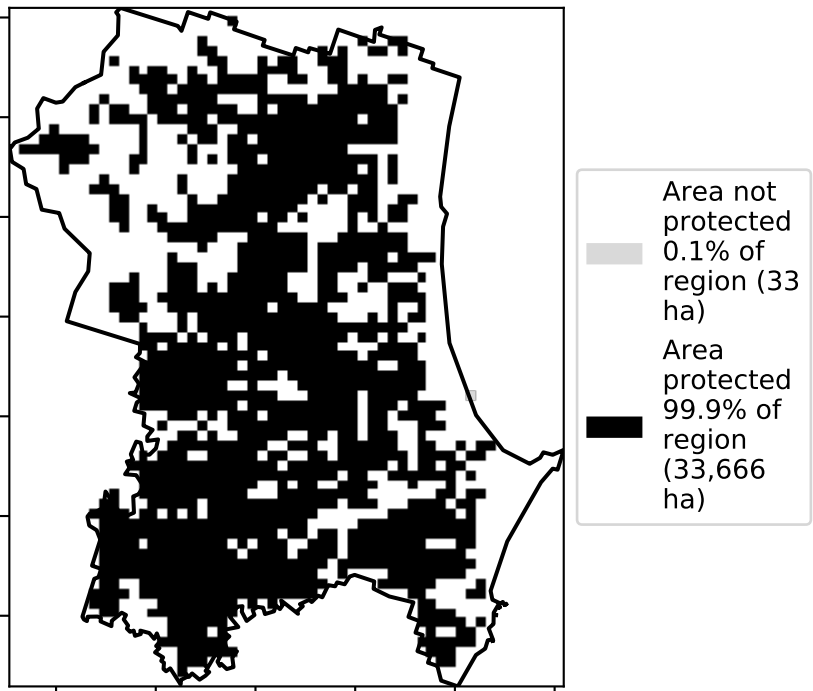 Area not
protected
0.1% of
region (33
ha)
Area
protected
99.9% of
region
(33,666
ha)